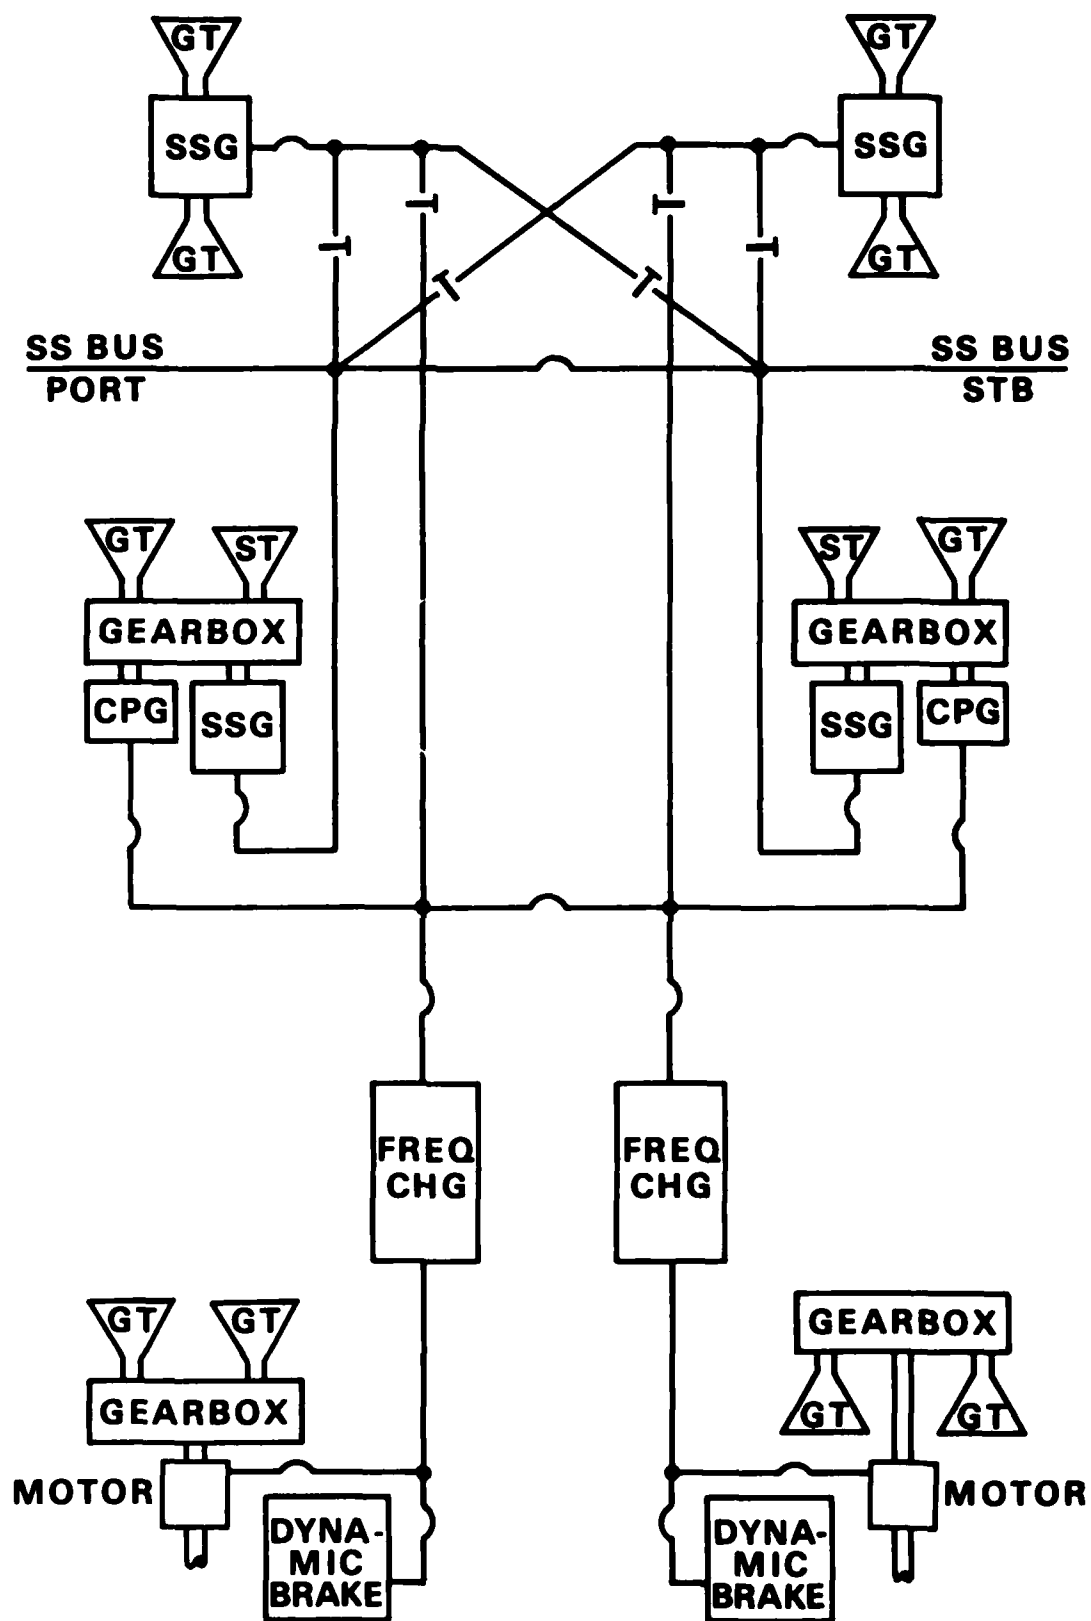 GT
GT
SSG
SSG
GT
GT
SS BUS
PORT
SS BUS
STB
GT
ST
ST
GT
GEARBOX
GEARBOX
CPG
SSG
SSG
CPG
FREQ
CHG
FREQ
CHG
GT
GT
GEARBOX
GEARBOX
GT
GT
MOTOR
MOTOR
DYNA-
MIC
BRAKE
DYNA-
MIC
BRAKE